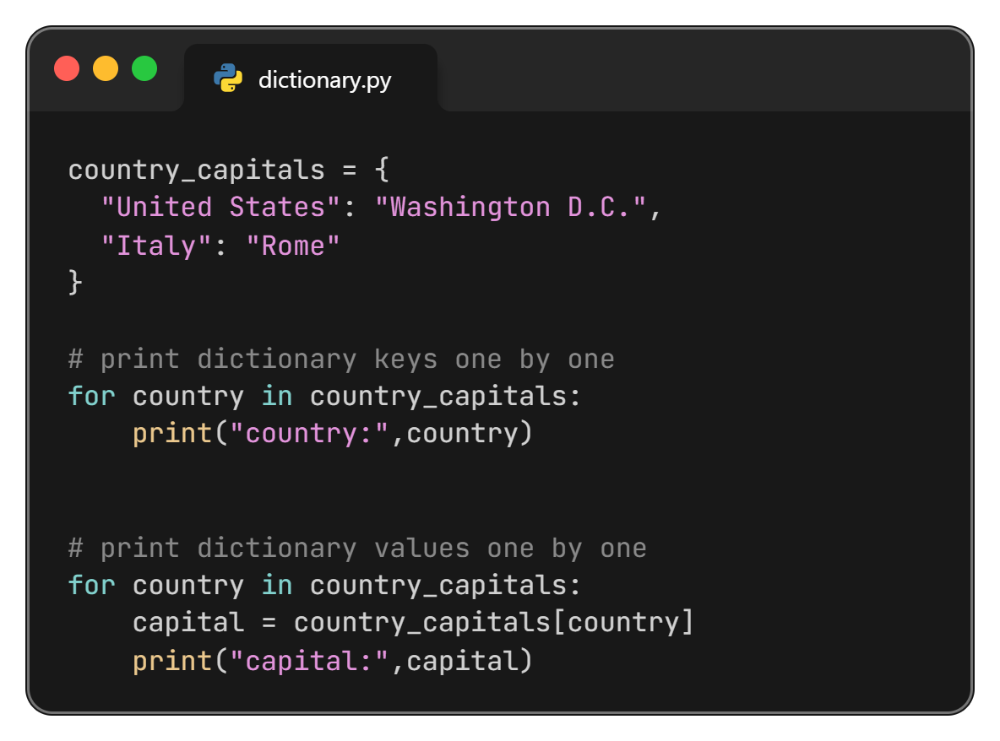 dictionary.py
country_capitals = {
  "United States": "Washington D.C.",
  "Italy": "Rome"
}
# print dictionary keys one by one
for country in country_capitals:
    print("country:",country)
# print dictionary values one by one
for country in country_capitals:
    capital = country_capitals[country]
    print("capital:",capital)